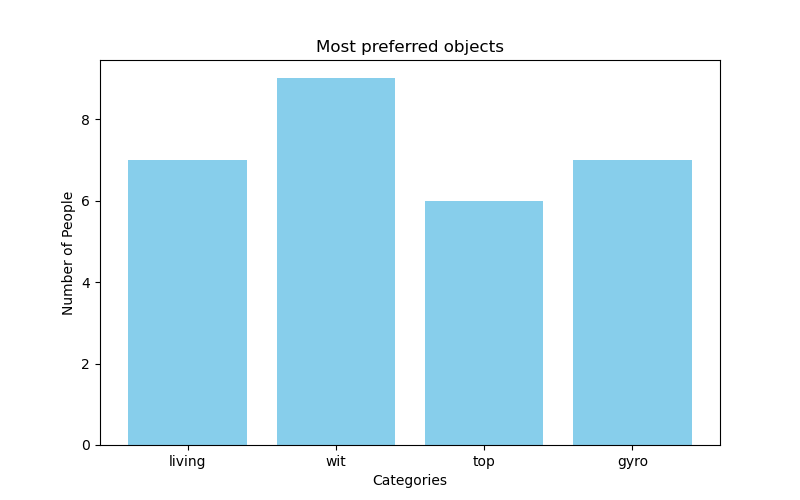 Most preferred objects
Number of People
8
6
4
2
0
living wit top gyro
Categories